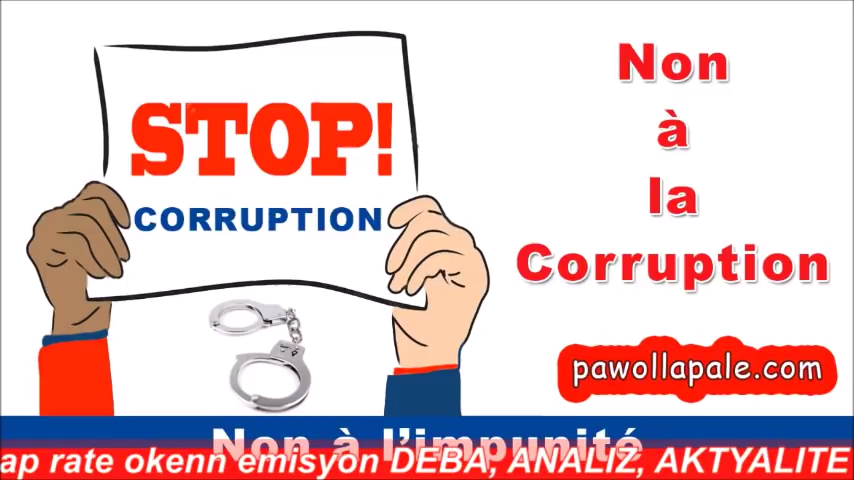 STOP!
CORRUPTION
Non
à
la
Corruption
pawollapale.com
Non à l'impunité
ap rate okenn emisyon DEBA, ANALIZ, AKTYALITE